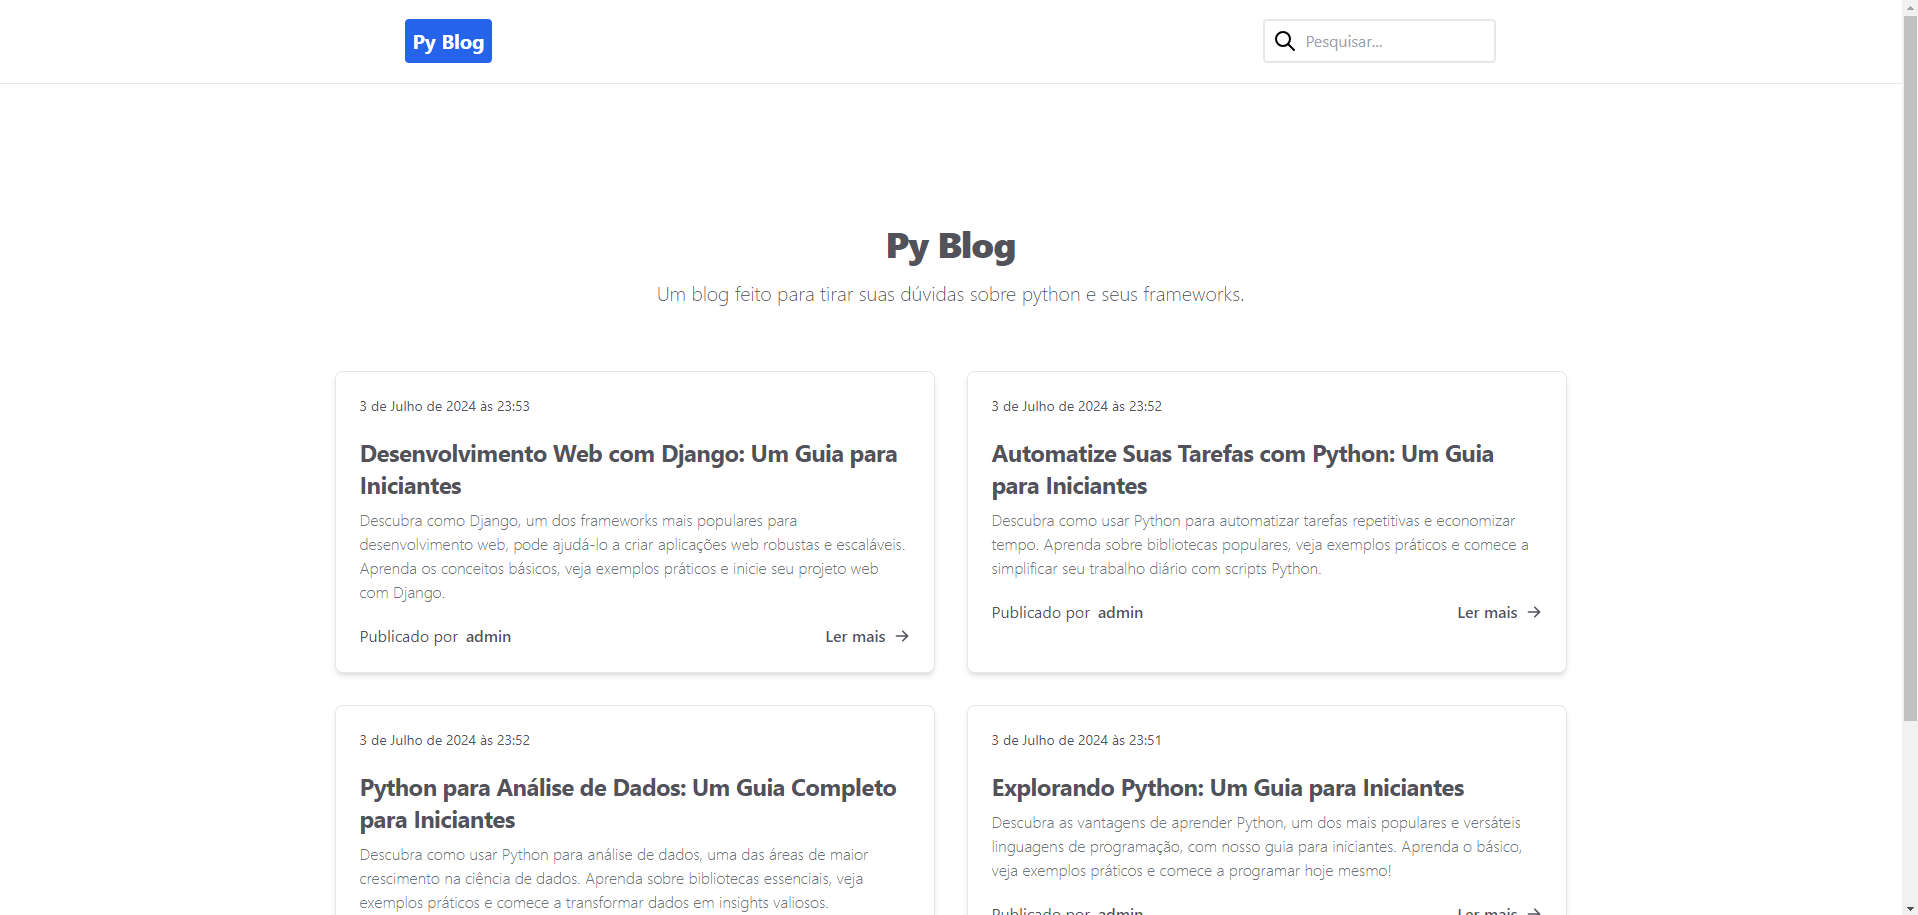 Py Blog
Pesquisar...
Py Blog
Um blog feito para tirar suas dúvidas sobre python e seus frameworks.
3 de Julho de 2024 às 23:53
Desenvolvimento Web com Django: Um Guia para
Iniciantes
Descubra como Django, um dos frameworks mais populares para
desenvolvimento web, pode ajudá-lo a criar aplicações web robustas e escaláveis.
Aprenda os conceitos básicos, veja exemplos práticos e inicie seu projeto web
com Django.
Publicado por admin
Ler mais
3 de Julho de 2024 às 23:52
Automatize Suas Tarefas com Python: Um Guia
para Iniciantes
Descubra como usar Python para automatizar tarefas repetitivas e economizar
tempo. Aprenda sobre bibliotecas populares, veja exemplos práticos e comece a
simplificar seu trabalho diário com scripts Python.
Publicado por admin
Ler mais
3 de Julho de 2024 às 23:52
Python para Análise de Dados: Um Guia Completo
para Iniciantes
Descubra como usar Python para análise de dados, uma das áreas de maior
crescimento na ciência de dados. Aprenda sobre bibliotecas essenciais, veja
exemplos práticos e comece a transformar dados em insights valiosos.
3 de Julho de 2024 às 23:51
Explorando Python: Um Guia para Iniciantes
Descubra as vantagens de aprender Python, um dos mais populares e versáteis
linguagens de programação, com nosso guia para iniciantes. Aprenda o básico,
veja exemplos práticos e comece a programar hoje mesmo!
Publicado por admin
Ler mais